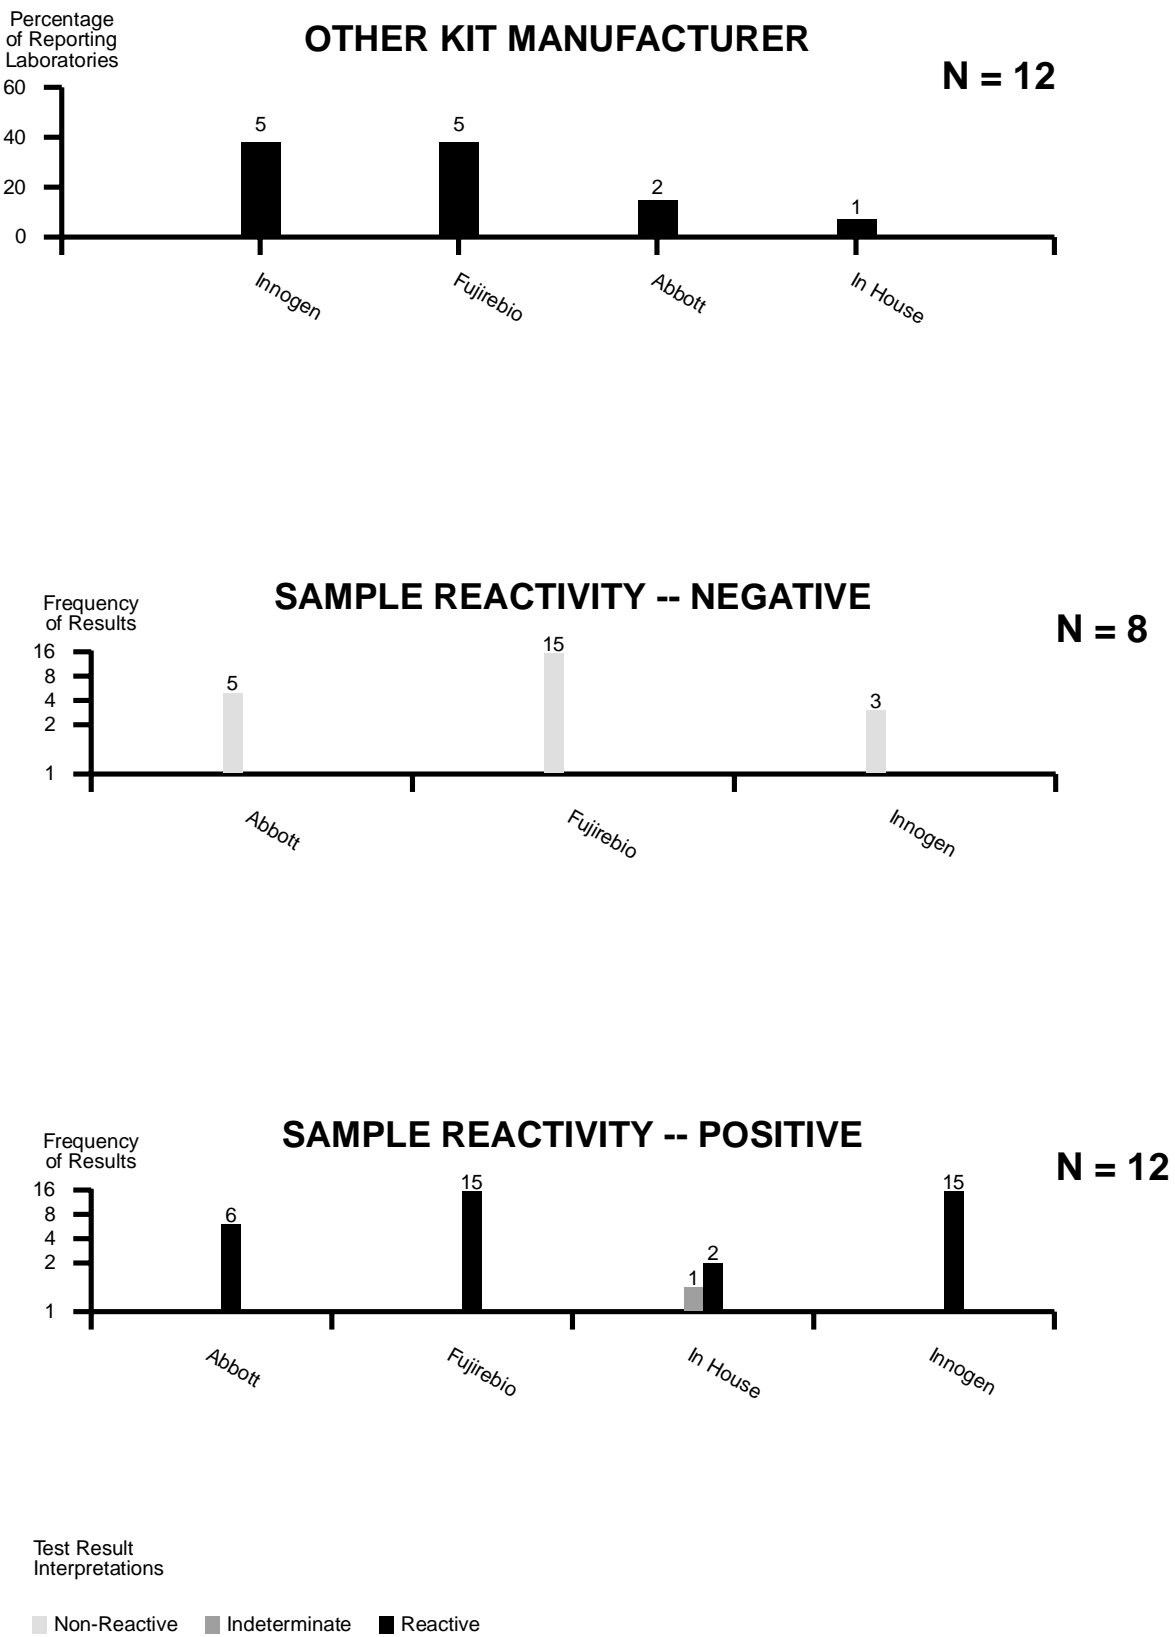 Percentage
of Reporting
Laboratories
OTHER KIT MANUFACTURER
N = 12
60
40
20
0
5
5
2
1
Innogen
Fujirebio
Abbott
In House
Frequency
of Results
SAMPLE REACTIVITY -- NEGATIVE
N = 8
16
8
4
2
1
5
15
3
Abbott
Fujirebio
Innogen
Frequency
of Results
SAMPLE REACTIVITY -- POSITIVE
N = 12
16
8
4
2
1
6
15
1
2
15
Abbott
Fujirebio
In House
Innogen
Test Result
Interpretations
Non-Reactive Indeterminate Reactive